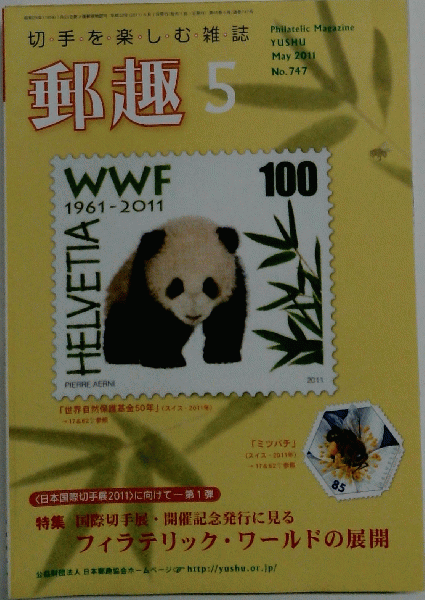 切・手・を・楽・し・む・雑・誌
Philatelic Magazine
YUSHU
May 2011
No.747
郵趣 5
WWF
1961-2011
100
HELVETIA
PIERRE AERNI
2011
「世界自然保護基金50年」(スイス・2011年)
「ミツバチ」
(スイス・2011年)
85
〈日本国際切手展2011〉に向けて―第1弾
特集 国際切手展・開催記念発行に見る
フィラテリック・ワールドの展開
公益財団法人 日本郵趣協会ホームページ☞http://yushu.or.jp/